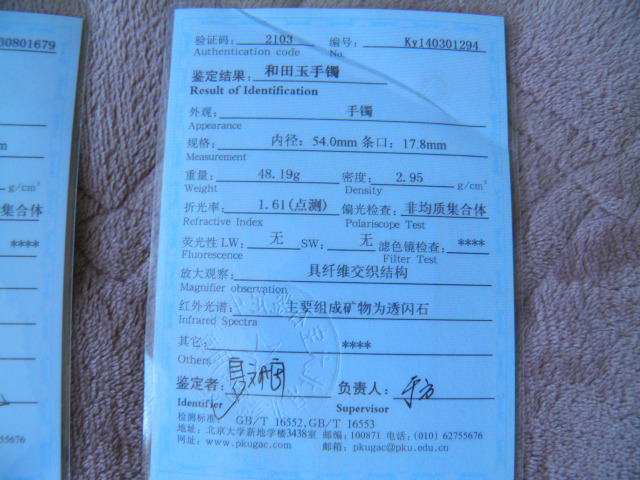 30801679
mm
g/cm³
集合体
****
55676
验证码: 2103 编号: Ky140301294
Authentication code No.
鉴定结果: 和田玉手镯
Result of Identification
外观: 手镯
Appearance
规格: 内径: 54.0mm 条口: 17.8mm
Measurement
重量: 48.19g 密度: 2.95 g/cm³
Weight Density
折光率: 1.61(点测) 偏光检查: 非均质集合体
Refractive Index Polariscope Test
荧光性 LW: 无 SW: 无 滤色镜检查: ****
Fluorescence Filter Test
放大观察: 具纤维交织结构
Magnifier observation
红外光谱: 主要组成矿物为透闪石
Infrared Spectra
其它: ****
Others
鉴定者: 负责人:
Identifier Supervisor
检测标准: GB/T 16552,GB/T 16553
地址: 北京大学新地学楼3438室 邮编: 100871 电话: (010) 62755676
网址: www.pkugac.com 邮箱: pkugac@pku.edu.cn